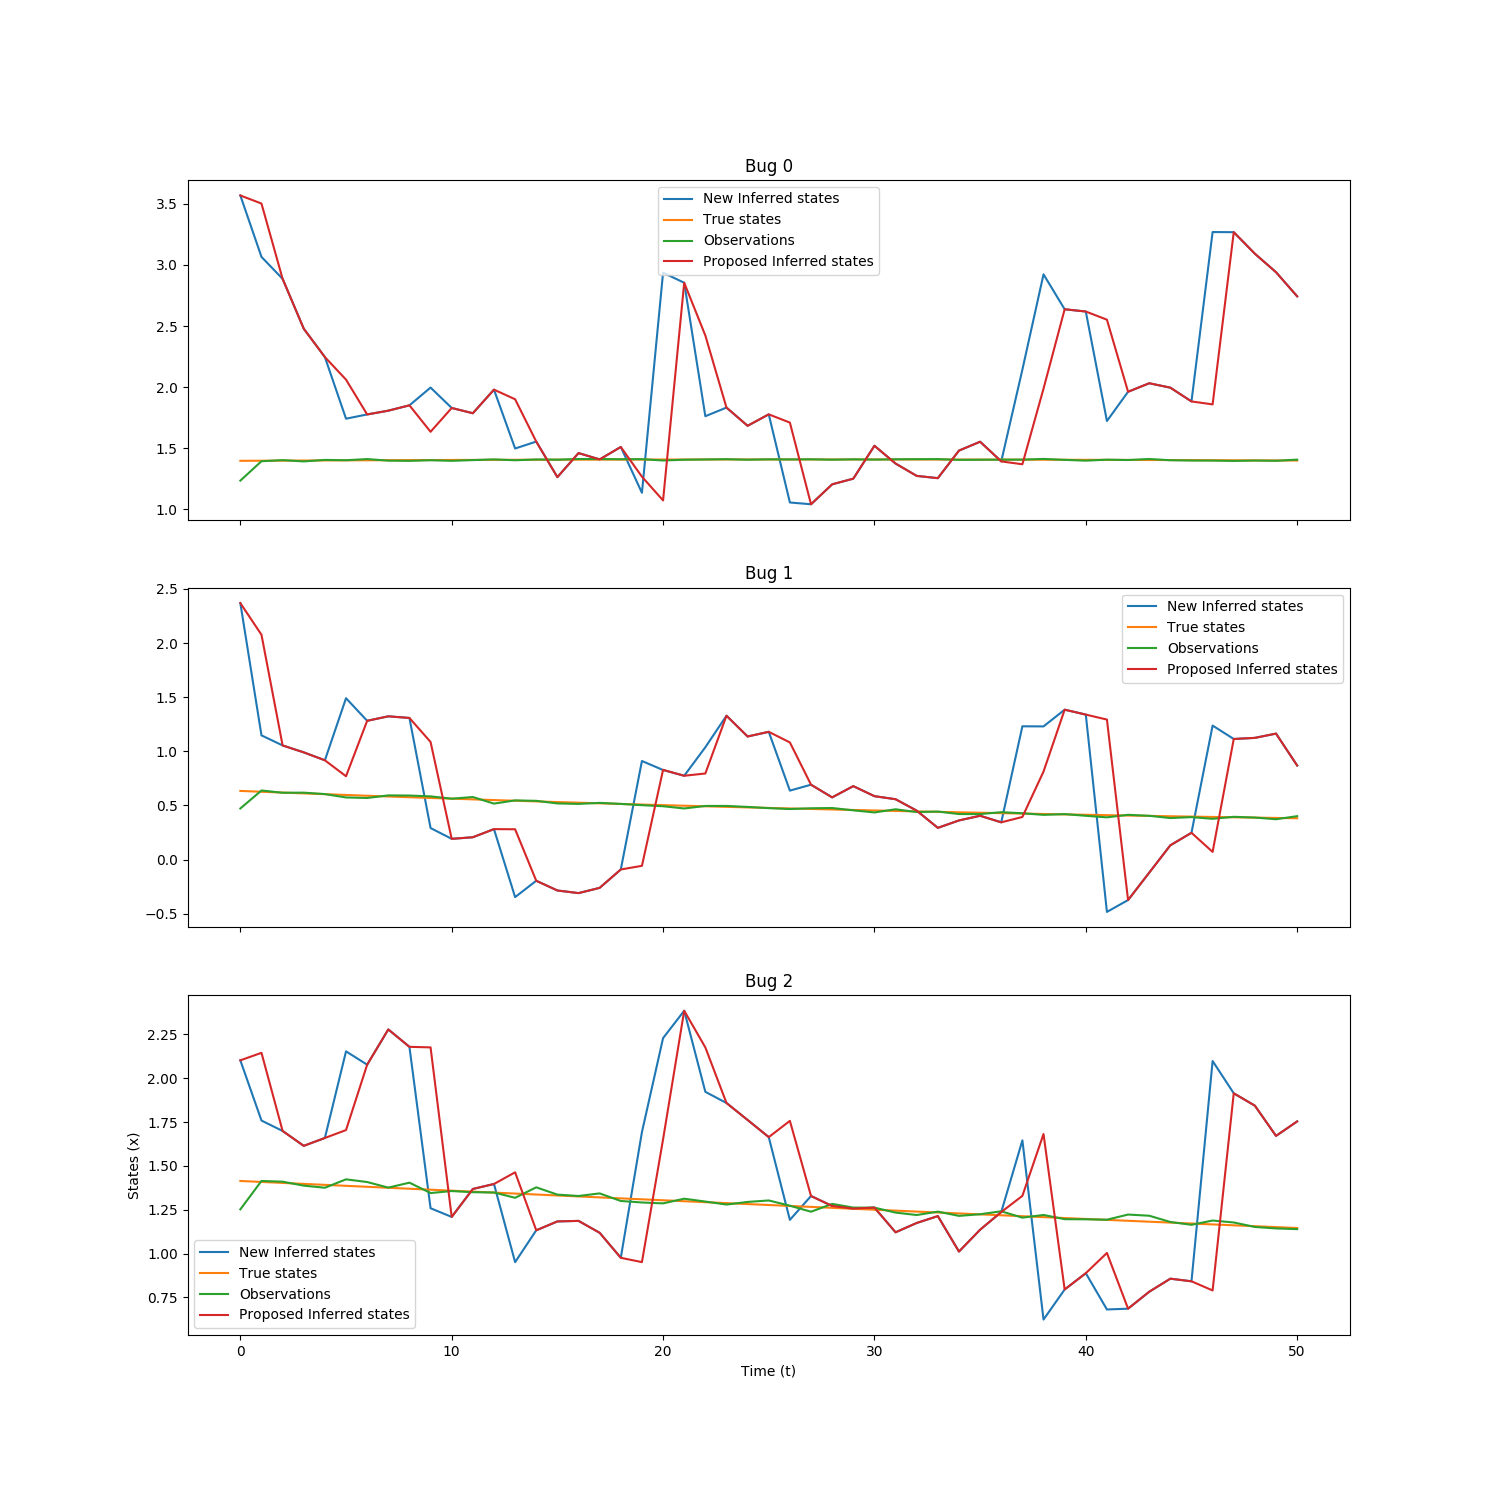 Bug 0
New Inferred states
True states
Observations
Proposed Inferred states
3.5
3.0
2.5
2.0
1.5
1.0
Bug 1
New Inferred states
True states
Observations
Proposed Inferred states
2.5
2.0
1.5
1.0
0.5
0.0
−0.5
Bug 2
2.25
2.00
1.75
1.50
1.25
1.00
0.75
States (x)
New Inferred states
True states
Observations
Proposed Inferred states
0 10 20 30 40 50
Time (t)